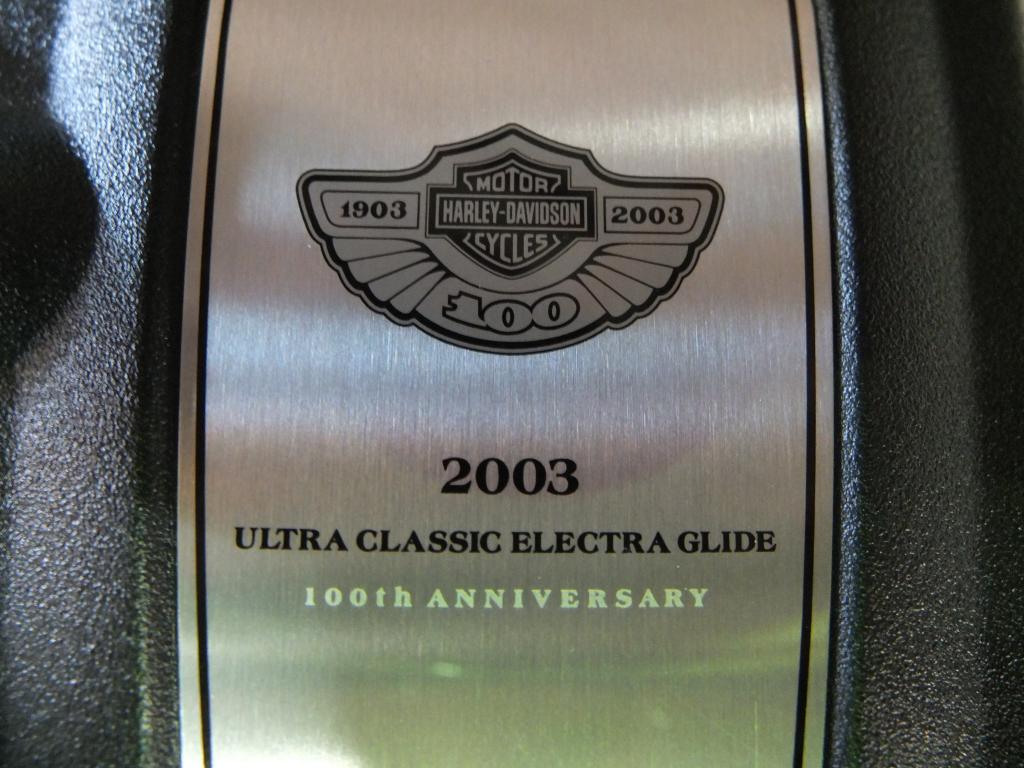 MOTOR
1903 HARLEY-DAVIDSON 2003
CYCLES
100
2003
ULTRA CLASSIC ELECTRA GLIDE
100th ANNIVERSARY